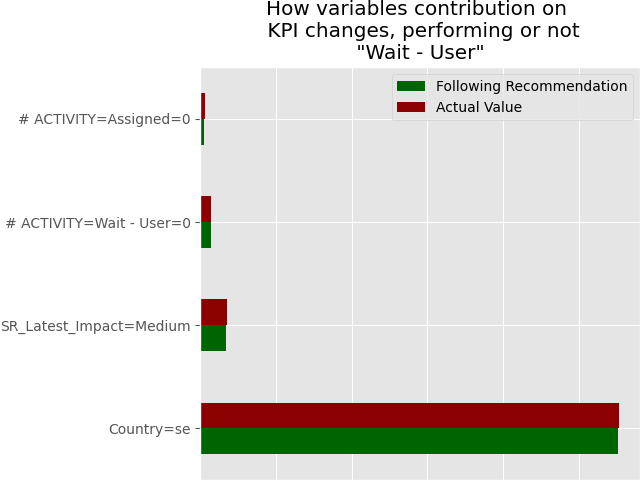 How variables contribution on
KPI changes, performing or not
"Wait - User"
Following Recommendation
Actual Value
# ACTIVITY=Assigned=0
# ACTIVITY=Wait - User=0
SR_Latest_Impact=Medium
Country=se